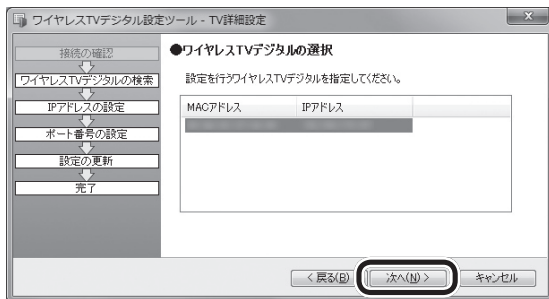 ワイヤレスTVデジタル設定ツール - TV詳細設定
接続の確認
ワイヤレスTVデジタルの検索
IPアドレスの設定
ポート番号の設定
設定の更新
完了
●ワイヤレスTVデジタルの選択
設定を行うワイヤレスTVデジタルを指定してください。
MACアドレス IPアドレス
< 戻る(B) 次へ(N) > キャンセル